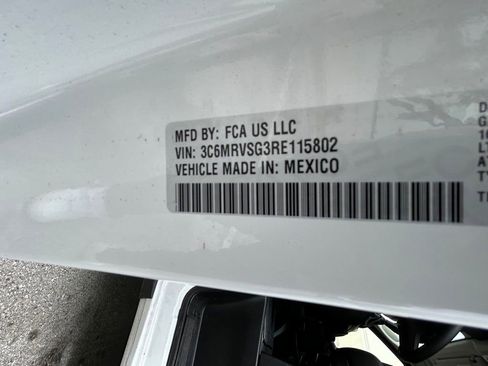 MFD BY: FCA US LLC
VIN: 3C6MRVSG3RE115802
VEHICLE MADE IN: MEXICO